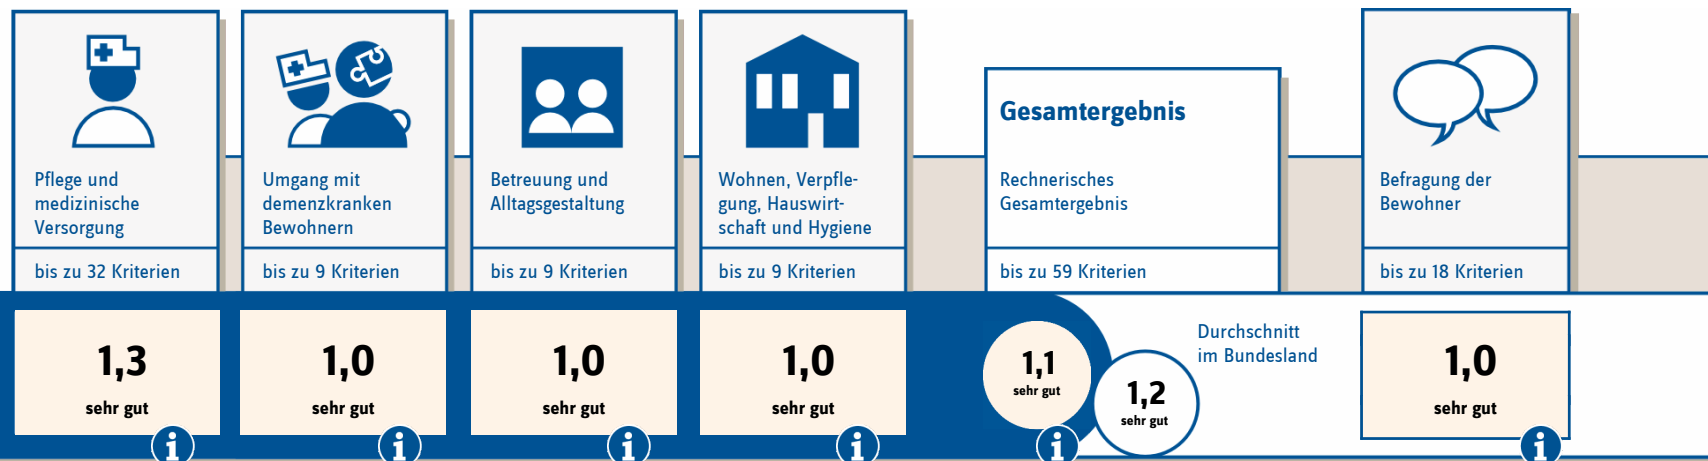 Pflege und
medizinische
Versorgung
bis zu 32 Kriterien
1,3
sehr gut
i
Umgang mit
demenzkranken
Bewohnern
bis zu 9 Kriterien
1,0
sehr gut
i
Betreuung und
Alltagsgestaltung
bis zu 9 Kriterien
1,0
sehr gut
i
Wohnen, Verpfle-
gung, Hauswirt-
schaft und Hygiene
bis zu 9 Kriterien
1,0
sehr gut
i
Gesamtergebnis
Rechnerisches
Gesamtergebnis
bis zu 59 Kriterien
1,1
sehr gut
i
Durchschnitt
im Bundesland
1,2
sehr gut
Befragung der
Bewohner
bis zu 18 Kriterien
1,0
sehr gut
i